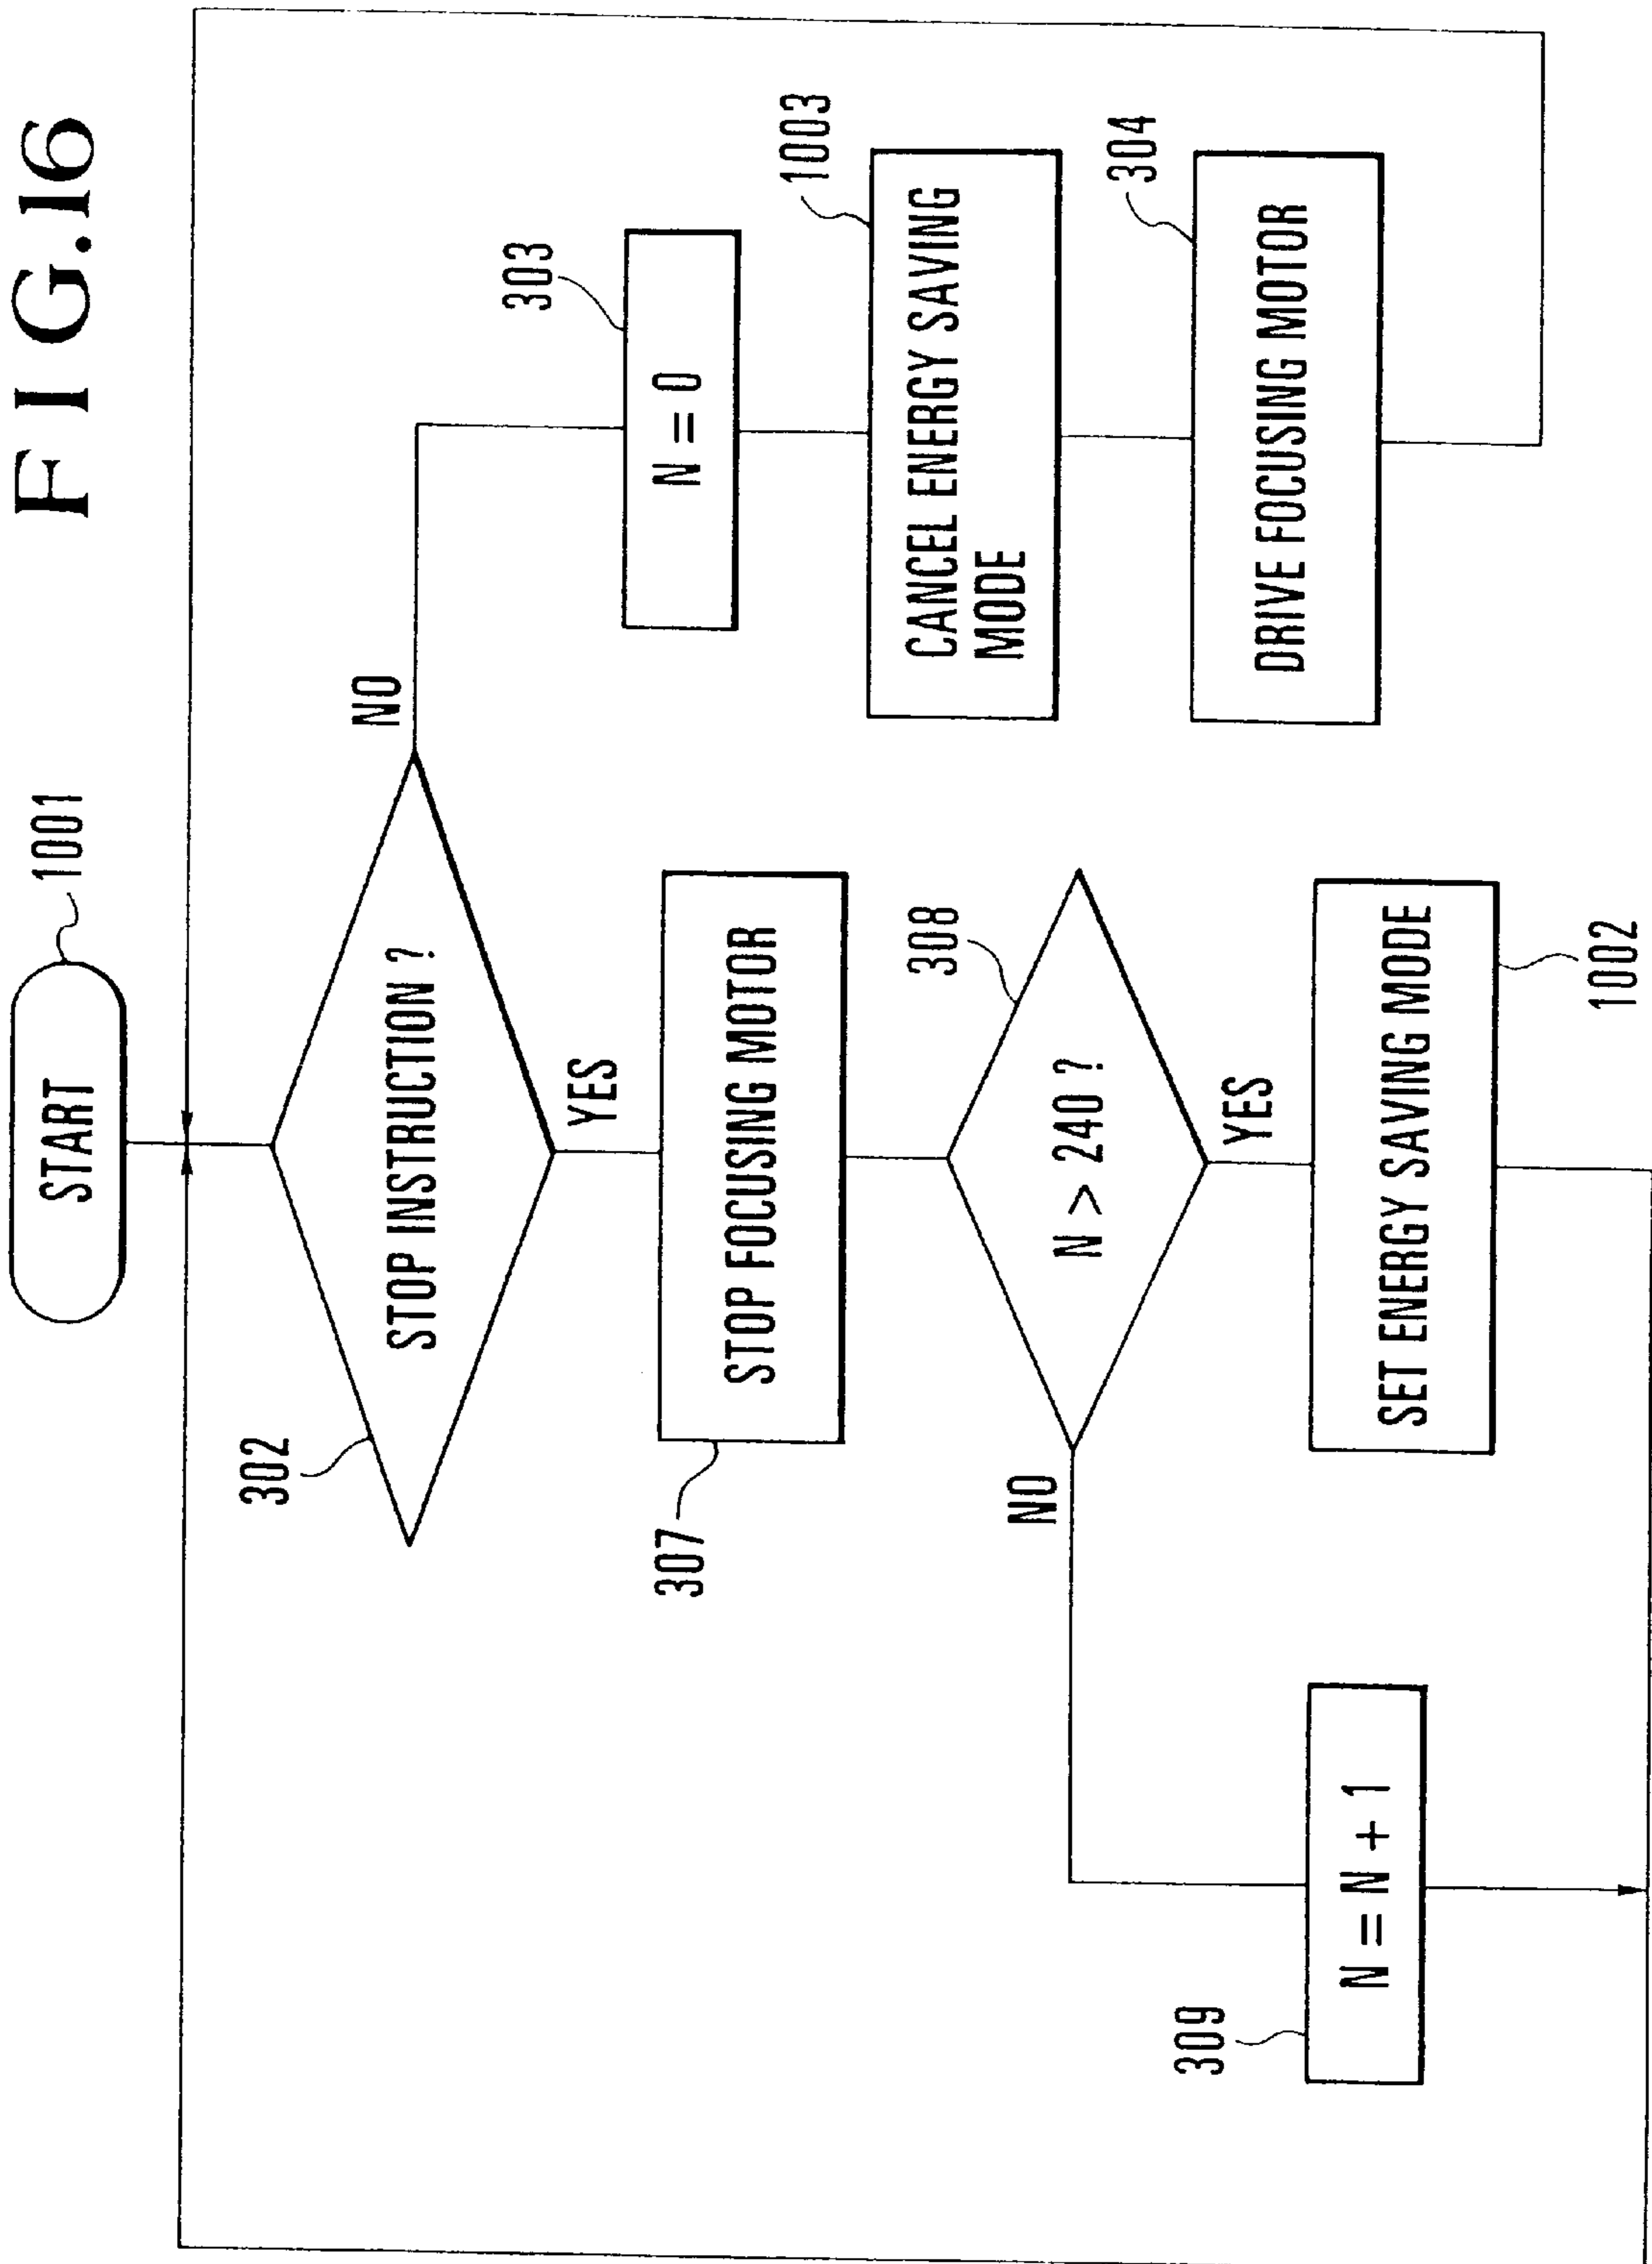 FIG.16
START
1001
302
STOP INSTRUCTION ?
NO
YES
303
N = 0
1003
CANCEL ENERGY SAVING
MODE
304
DRIVE FOCUSING MOTOR
307
STOP FOCUSING MOTOR
308
N > 240 ?
NO
YES
309
N = N + 1
SET ENERGY SAVING MODE
1002